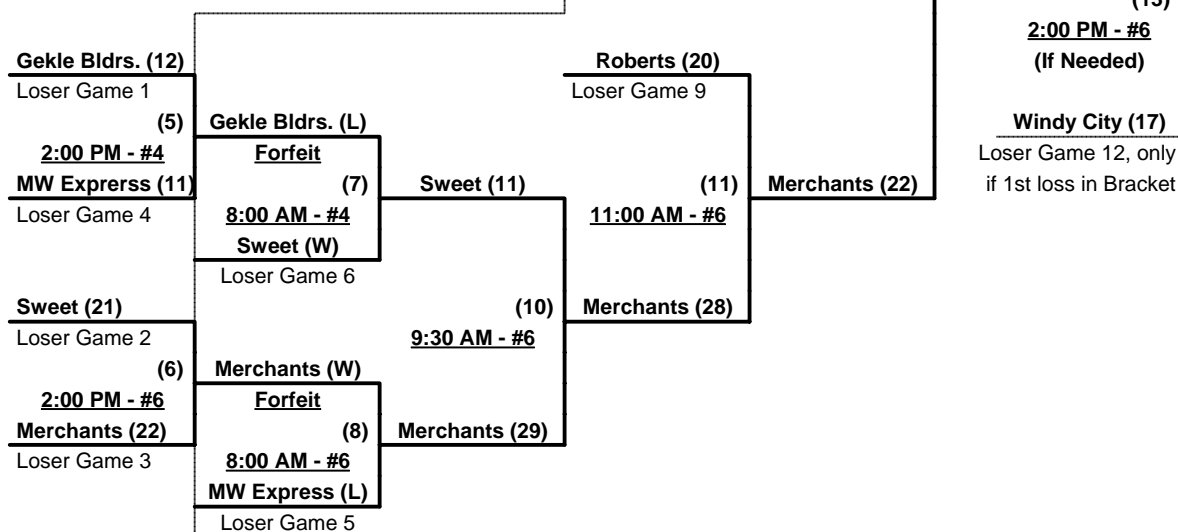 (13)
2:00 PM - #6
(If Needed)
Gekle Bldrs. (12)
Loser Game 1
Roberts (20)
Loser Game 9
(5)
Gekle Bldrs. (L)
Windy City (17)
2:00 PM - #4
Forfeit
Loser Game 12, only
if 1st loss in Bracket
MW Exprerss (11)
(7)
Sweet (11)
(11)
Merchants (22)
Loser Game 4
8:00 AM - #4
11:00 AM - #6
Sweet (W)
Loser Game 6
Sweet (21)
(10)
Merchants (28)
Loser Game 2
9:30 AM - #6
(6)
Merchants (W)
2:00 PM - #6
Forfeit
Merchants (22)
(8)
Merchants (29)
Loser Game 3
8:00 AM - #6
MW Express (L)
Loser Game 5